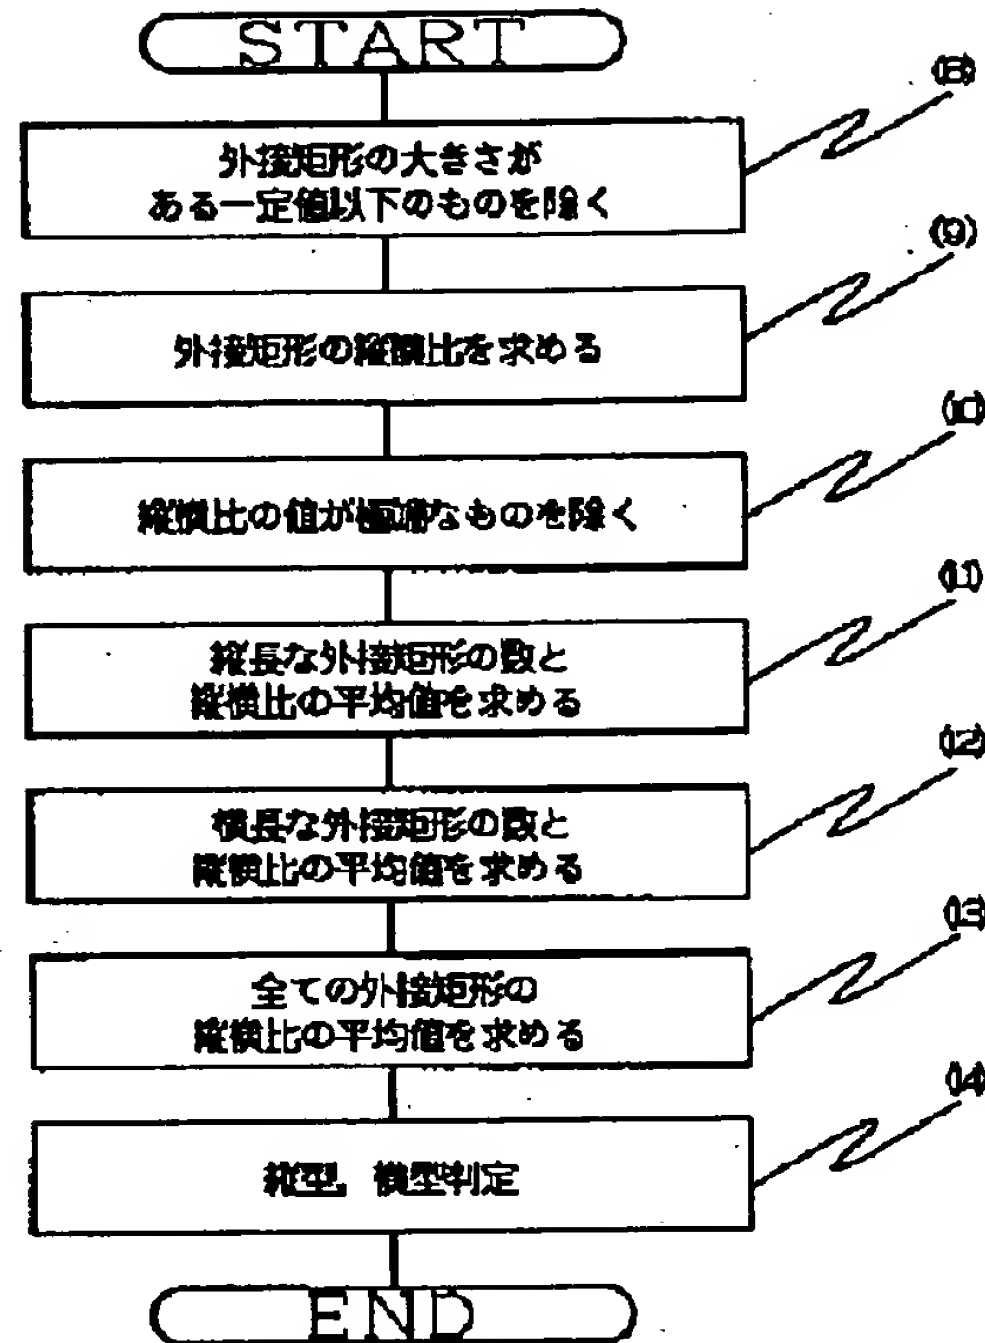 START
(8)
外接矩形の大きさが
ある一定値以下のものを除く
(9)
外接矩形の縦横比を求める
(10)
縦横比の値が極端なものを除く
(11)
縦長な外接矩形の数と
縦横比の平均値を求める
(12)
横長な外接矩形の数と
縦横比の平均値を求める
(13)
全ての外接矩形の
縦横比の平均値を求める
(14)
縦型，横型判定
END